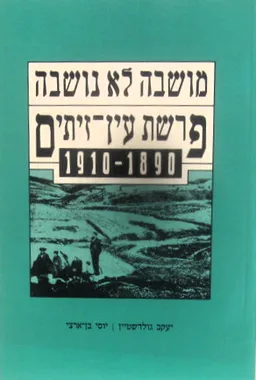 מושבה לא נושבה
פרשת עין־זיתים
1910-1890
יעקב גולדשטיין | יוסי בן־ארצי